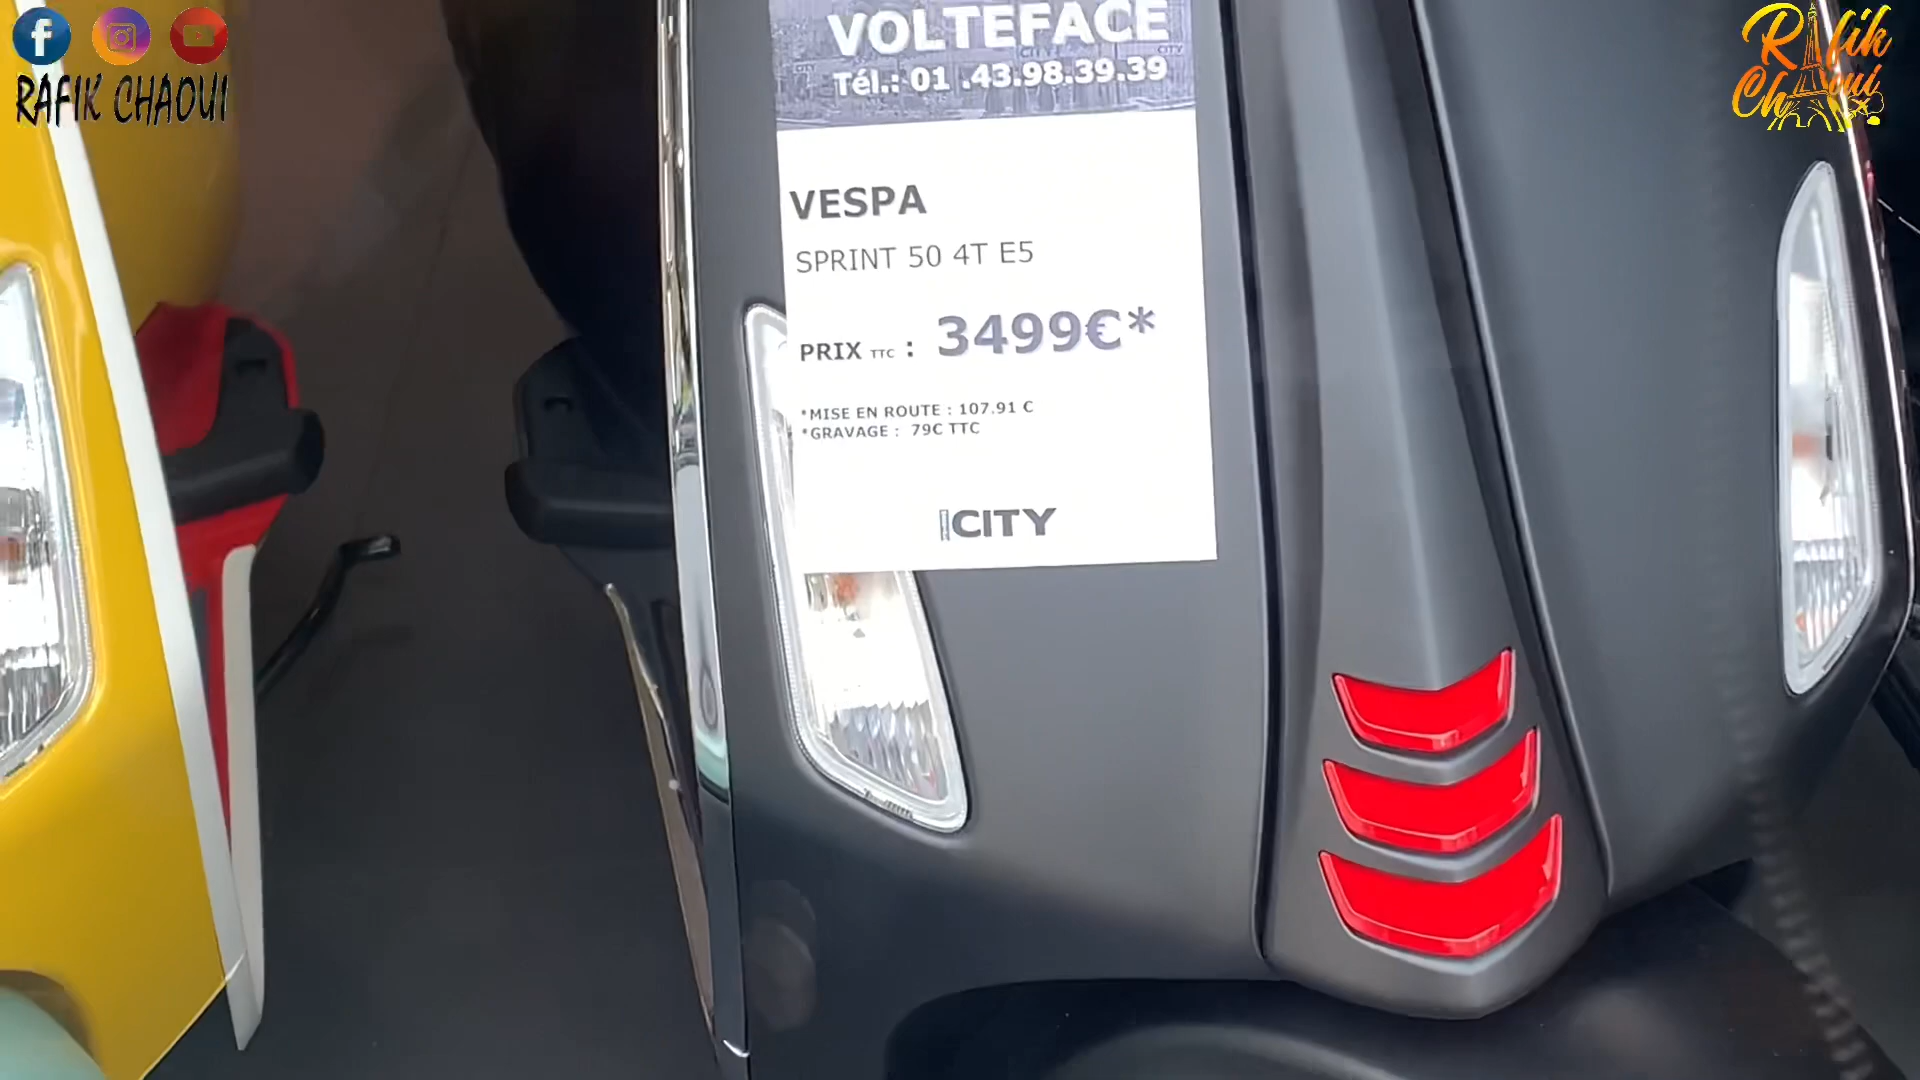 RAFIK CHAOUI
Rafik
Chaoui
VOLTEFACE
Tél.: 01 .43.98.39.39
VESPA
SPRINT 50 4T E5
PRIX TTC : 3499€*
*MISE EN ROUTE : 107.91 €
*GRAVAGE : 79€ TTC
CITY